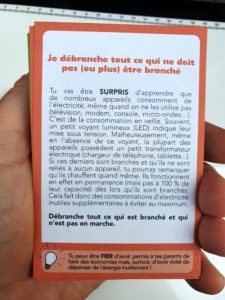 Je débranche tout ce qui ne doit
pas (ou plus) être branché
Tu vas être SURPRIS d'apprendre que
de nombreux appareils consomment de
l'électricité, même quand on ne les utilise pas
(télévision, modem, console, micro-ondes...).
C'est de la consommation en veille. Souvent,
un petit voyant lumineux (LED) indique leur
mise sous tension. Malheureusement, même
en l'absence de ce voyant, la plupart des
appareils possèdent un petit transformateur
électrique (chargeur de téléphone, tablette...).
Si ces derniers sont branchés et qu'ils ne sont
reliés à aucun appareil, tu pourras remarquer
qu'ils chauffent quand même. Ils fonctionnent
en effet en permanence (mais pas à 100 % de
leur capacité) dès lors qu'ils sont branchés.
Cela fait donc des consommations d'électricité
inutiles supplémentaires à éviter au maximum.
Débranche tout ce qui est branché et qui
n'est pas en marche.
Tu peux être FIER d'avoir permis à tes parents de
faire des économies mais, surtout, d'avoir évité de
dépenser de l'énergie inutilement !